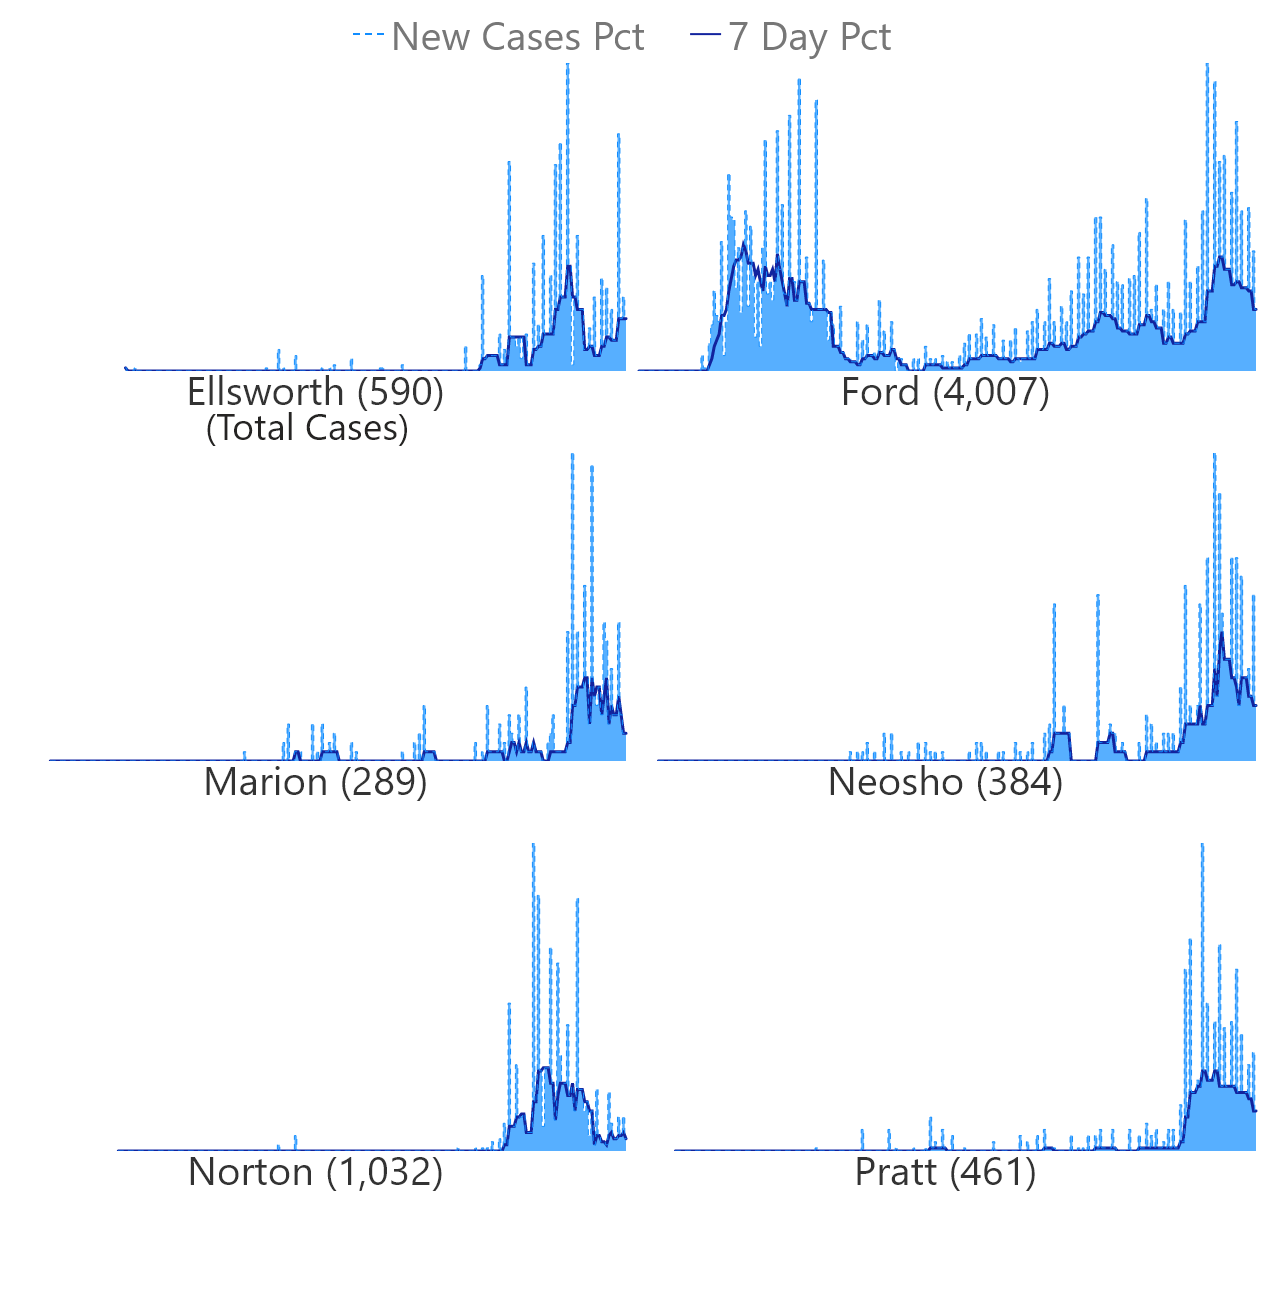 New Cases Pct 7 Day Pct
Ellsworth (590) Ford (4,007)
(Total Cases)
Marion (289) Neosho (384)
Norton (1,032) Pratt (461)